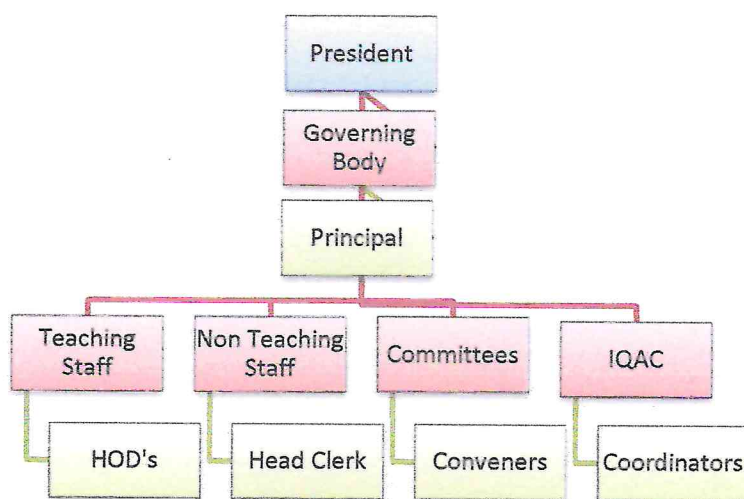 President
Governing
Body
Principal
Teaching
Staff
Non Teaching
Staff
Committees
IQAC
HOD's
Head Clerk
Conveners
Coordinators